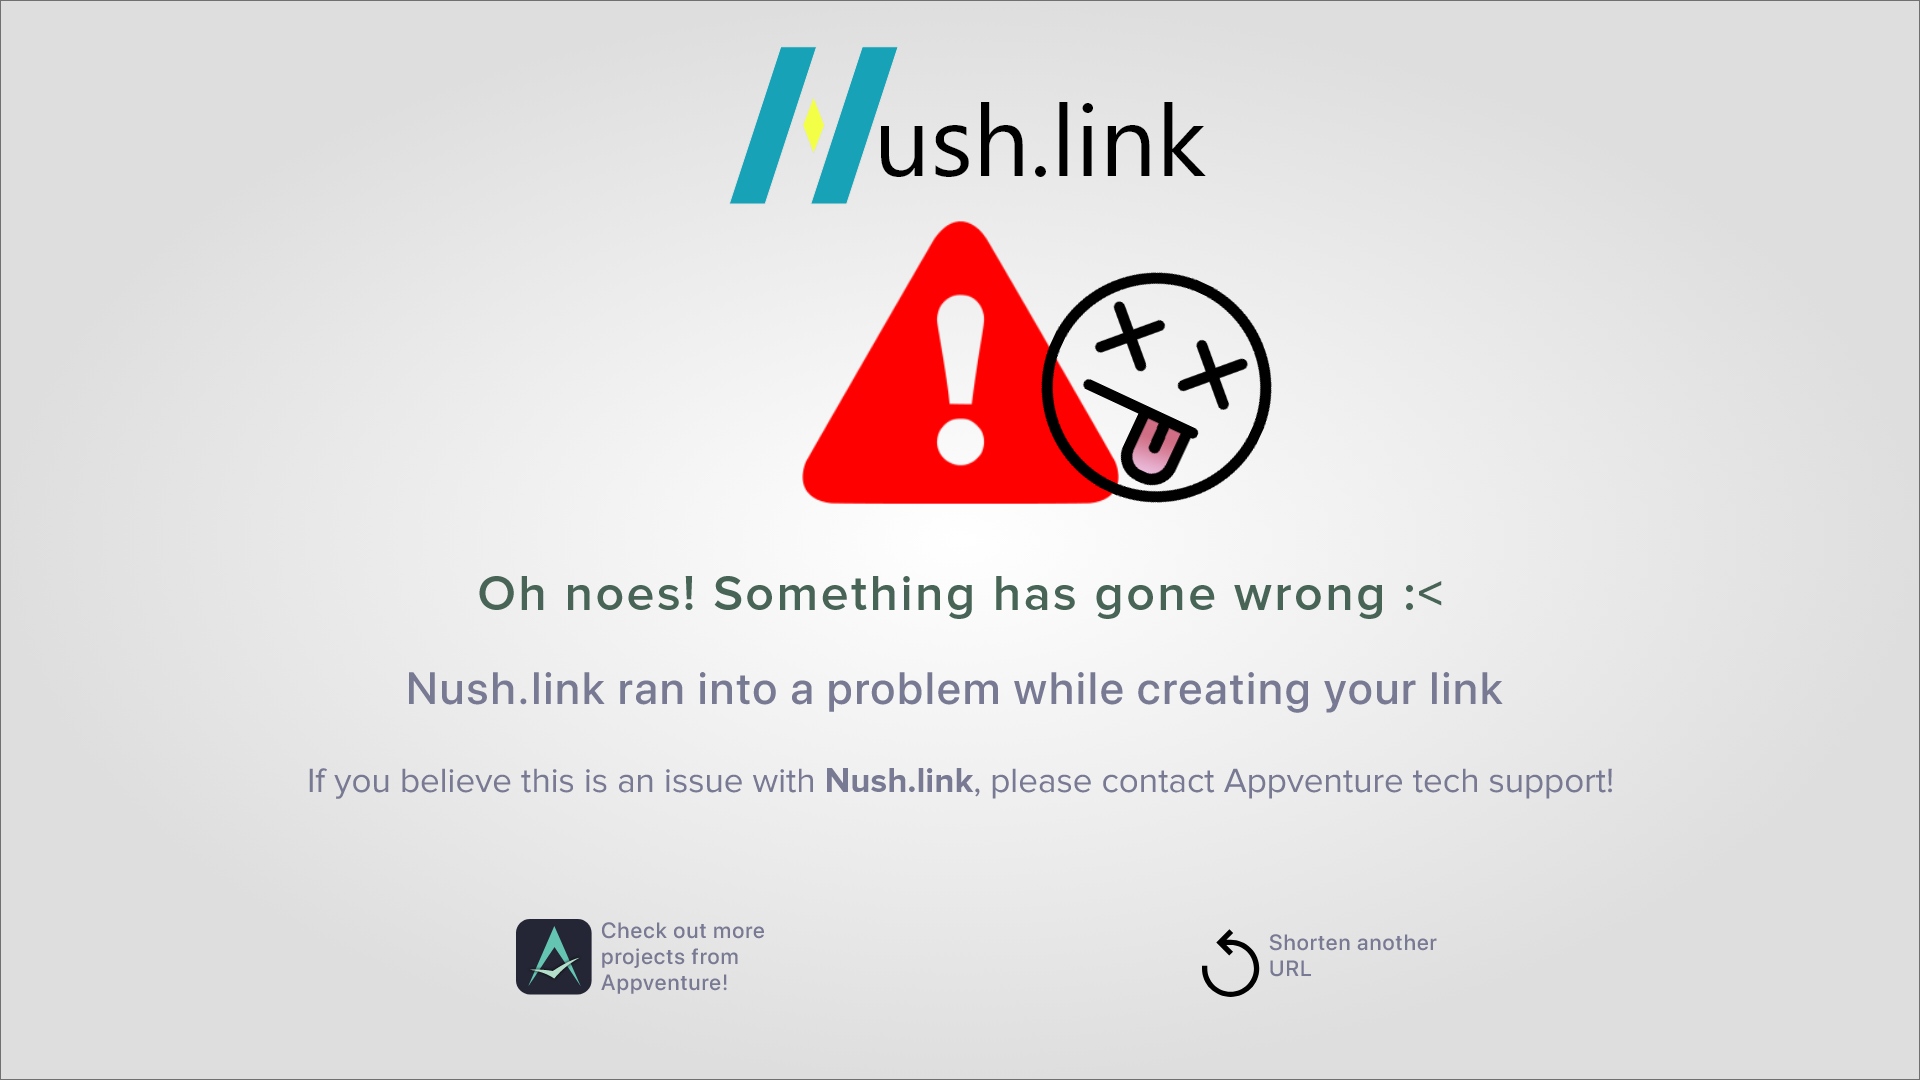 Nush.link
Oh noes! Something has gone wrong :<
Nush.link ran into a problem while creating your link
If you believe this is an issue with Nush.link, please contact Appventure tech support!
Check out more
projects from
Appventure!
Shorten another
URL